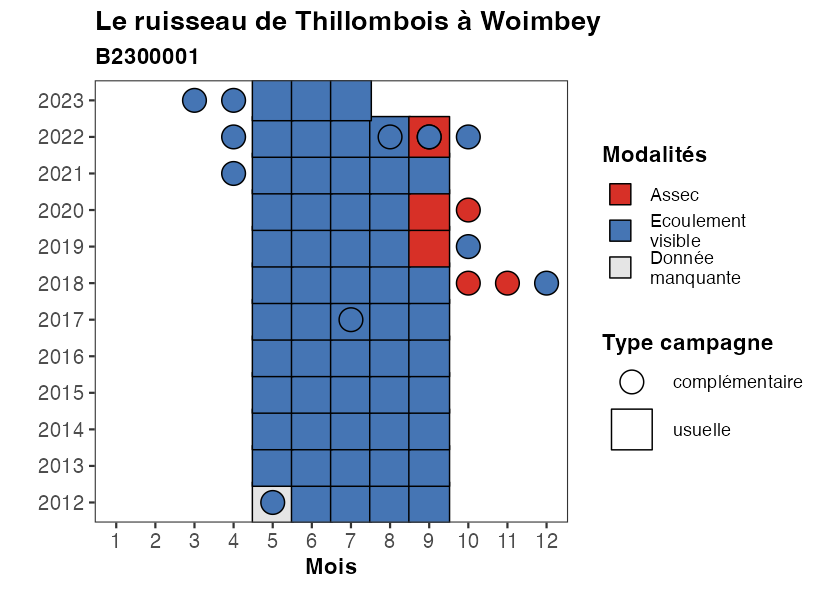 Le ruisseau de Thillombois à Woimbey
B2300001
2023
2022
2021
2020
2019
2018
2017
2016
2015
2014
2013
2012
1 2 3 4 5 6 7 8 9 10 11 12
Mois
Modalités
Assec
Ecoulement
visible
Donnée
manquante
Type campagne
complémentaire
usuelle